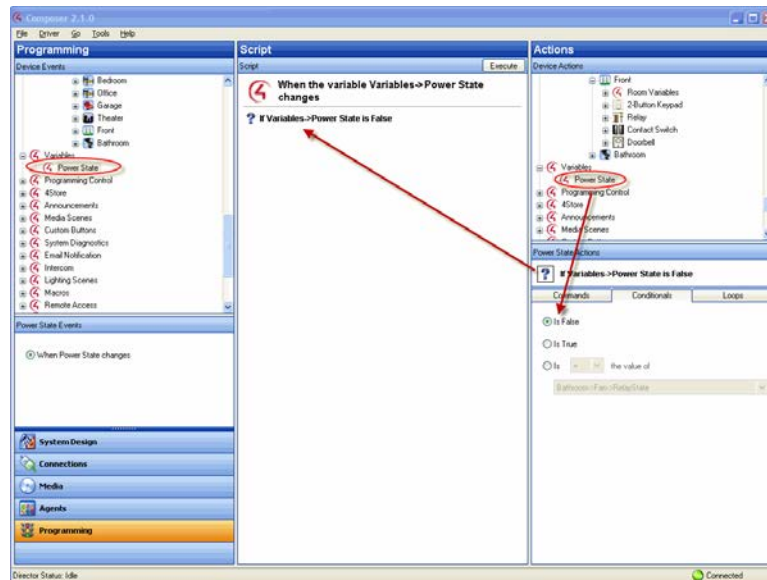 Composer 2.1.0
File Driver Go Tools Help
Programming
Device Events
Bedroom
Office
Garage
Theater
Front
Bathroom
Variables
Power State
Programming Control
4Store
Announcements
Media Scenes
Custom Buttons
System Diagnostics
Email Notification
Intercom
Lighting Scenes
Macros
Remote Access
Power State Events
When Power State changes
System Design
Connections
Media
Agents
Programming
Director Status: Idle
Script
Script Execute
When the variable Variables->Power State
changes
? If Variables->Power State is False
Actions
Device Actions
Front
Room Variables
2-Button Keypad
Relay
Contact Switch
Doorbell
Bathroom
Variables
Power State
Programming Control
4Store
Announcements
Media Scenes
Power State Actions
? If Variables->Power State is False
Commands Conditionals Loops
Is False
Is True
Is = the value of
Bathroom->Fan->RelayState
Connected